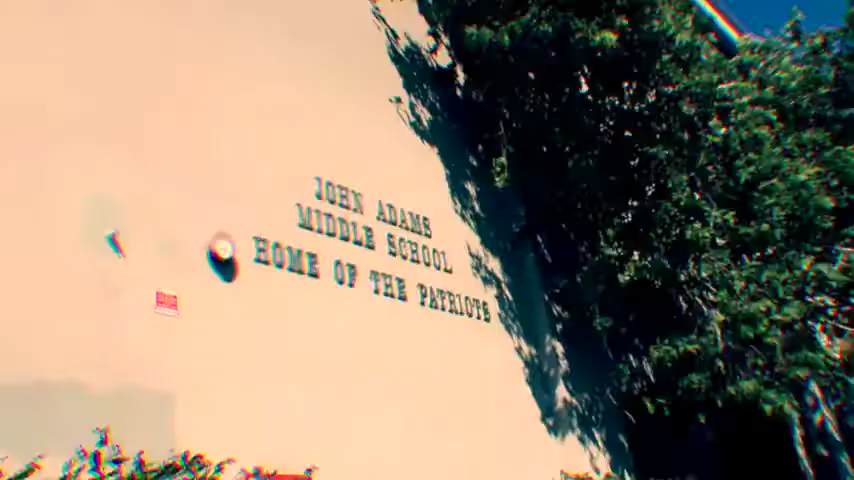 JOHN ADAMS
MIDDLE SCHOOL
HOME OF THE PATRIOTS